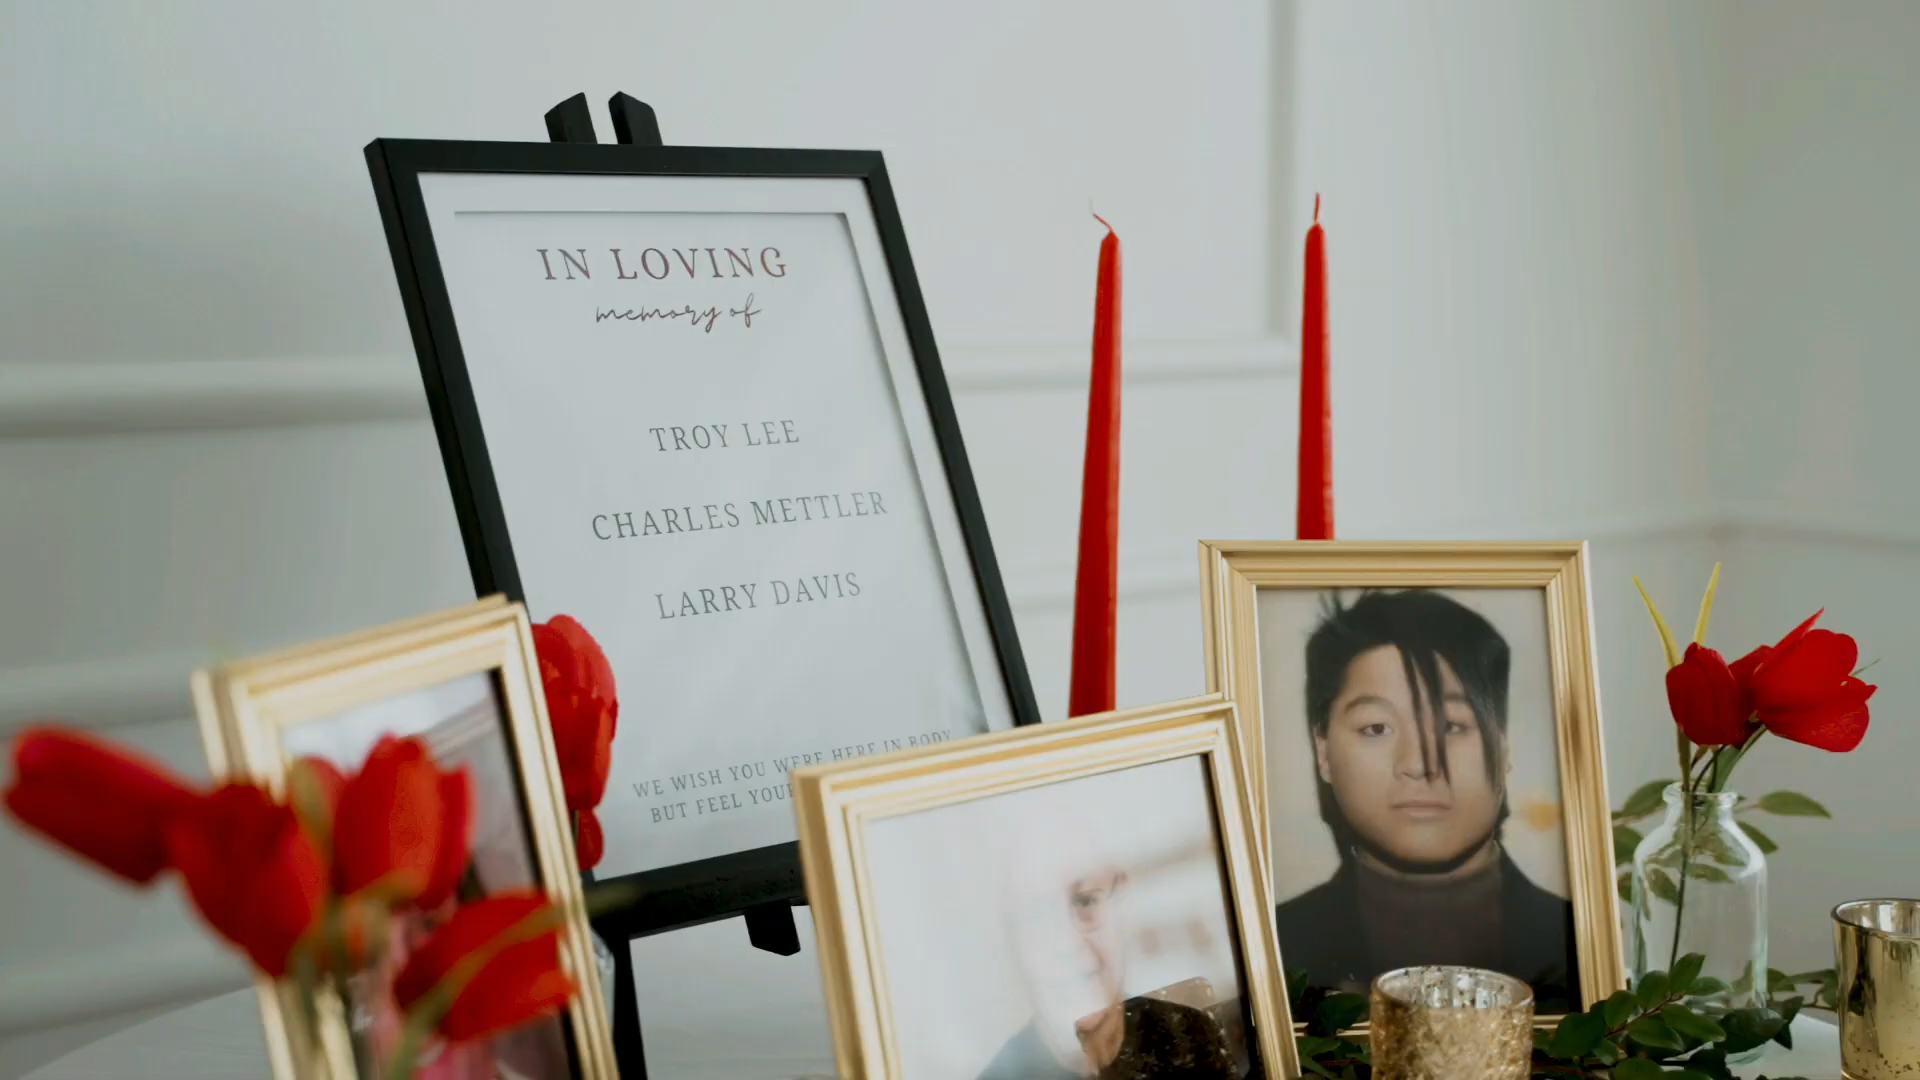 IN LOVING
memory of
TROY LEE
CHARLES METTLER
LARRY DAVIS
WE WISH YOU WERE HERE IN BODY
BUT FEEL YOUR